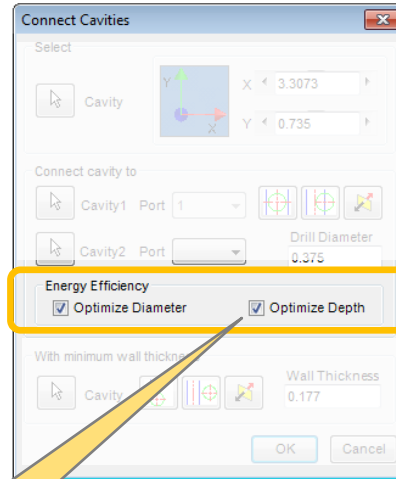 Connect Cavities
Select
Cavity
Y
X
X 3.3073
Y 0.735
Connect cavity to
Cavity1 Port 1
Cavity2 Port
Drill Diameter
0.375
Energy Efficiency
Optimize Diameter Optimize Depth
With minimum wall thickness
Cavity
Wall Thickness
0.177
OK Cancel